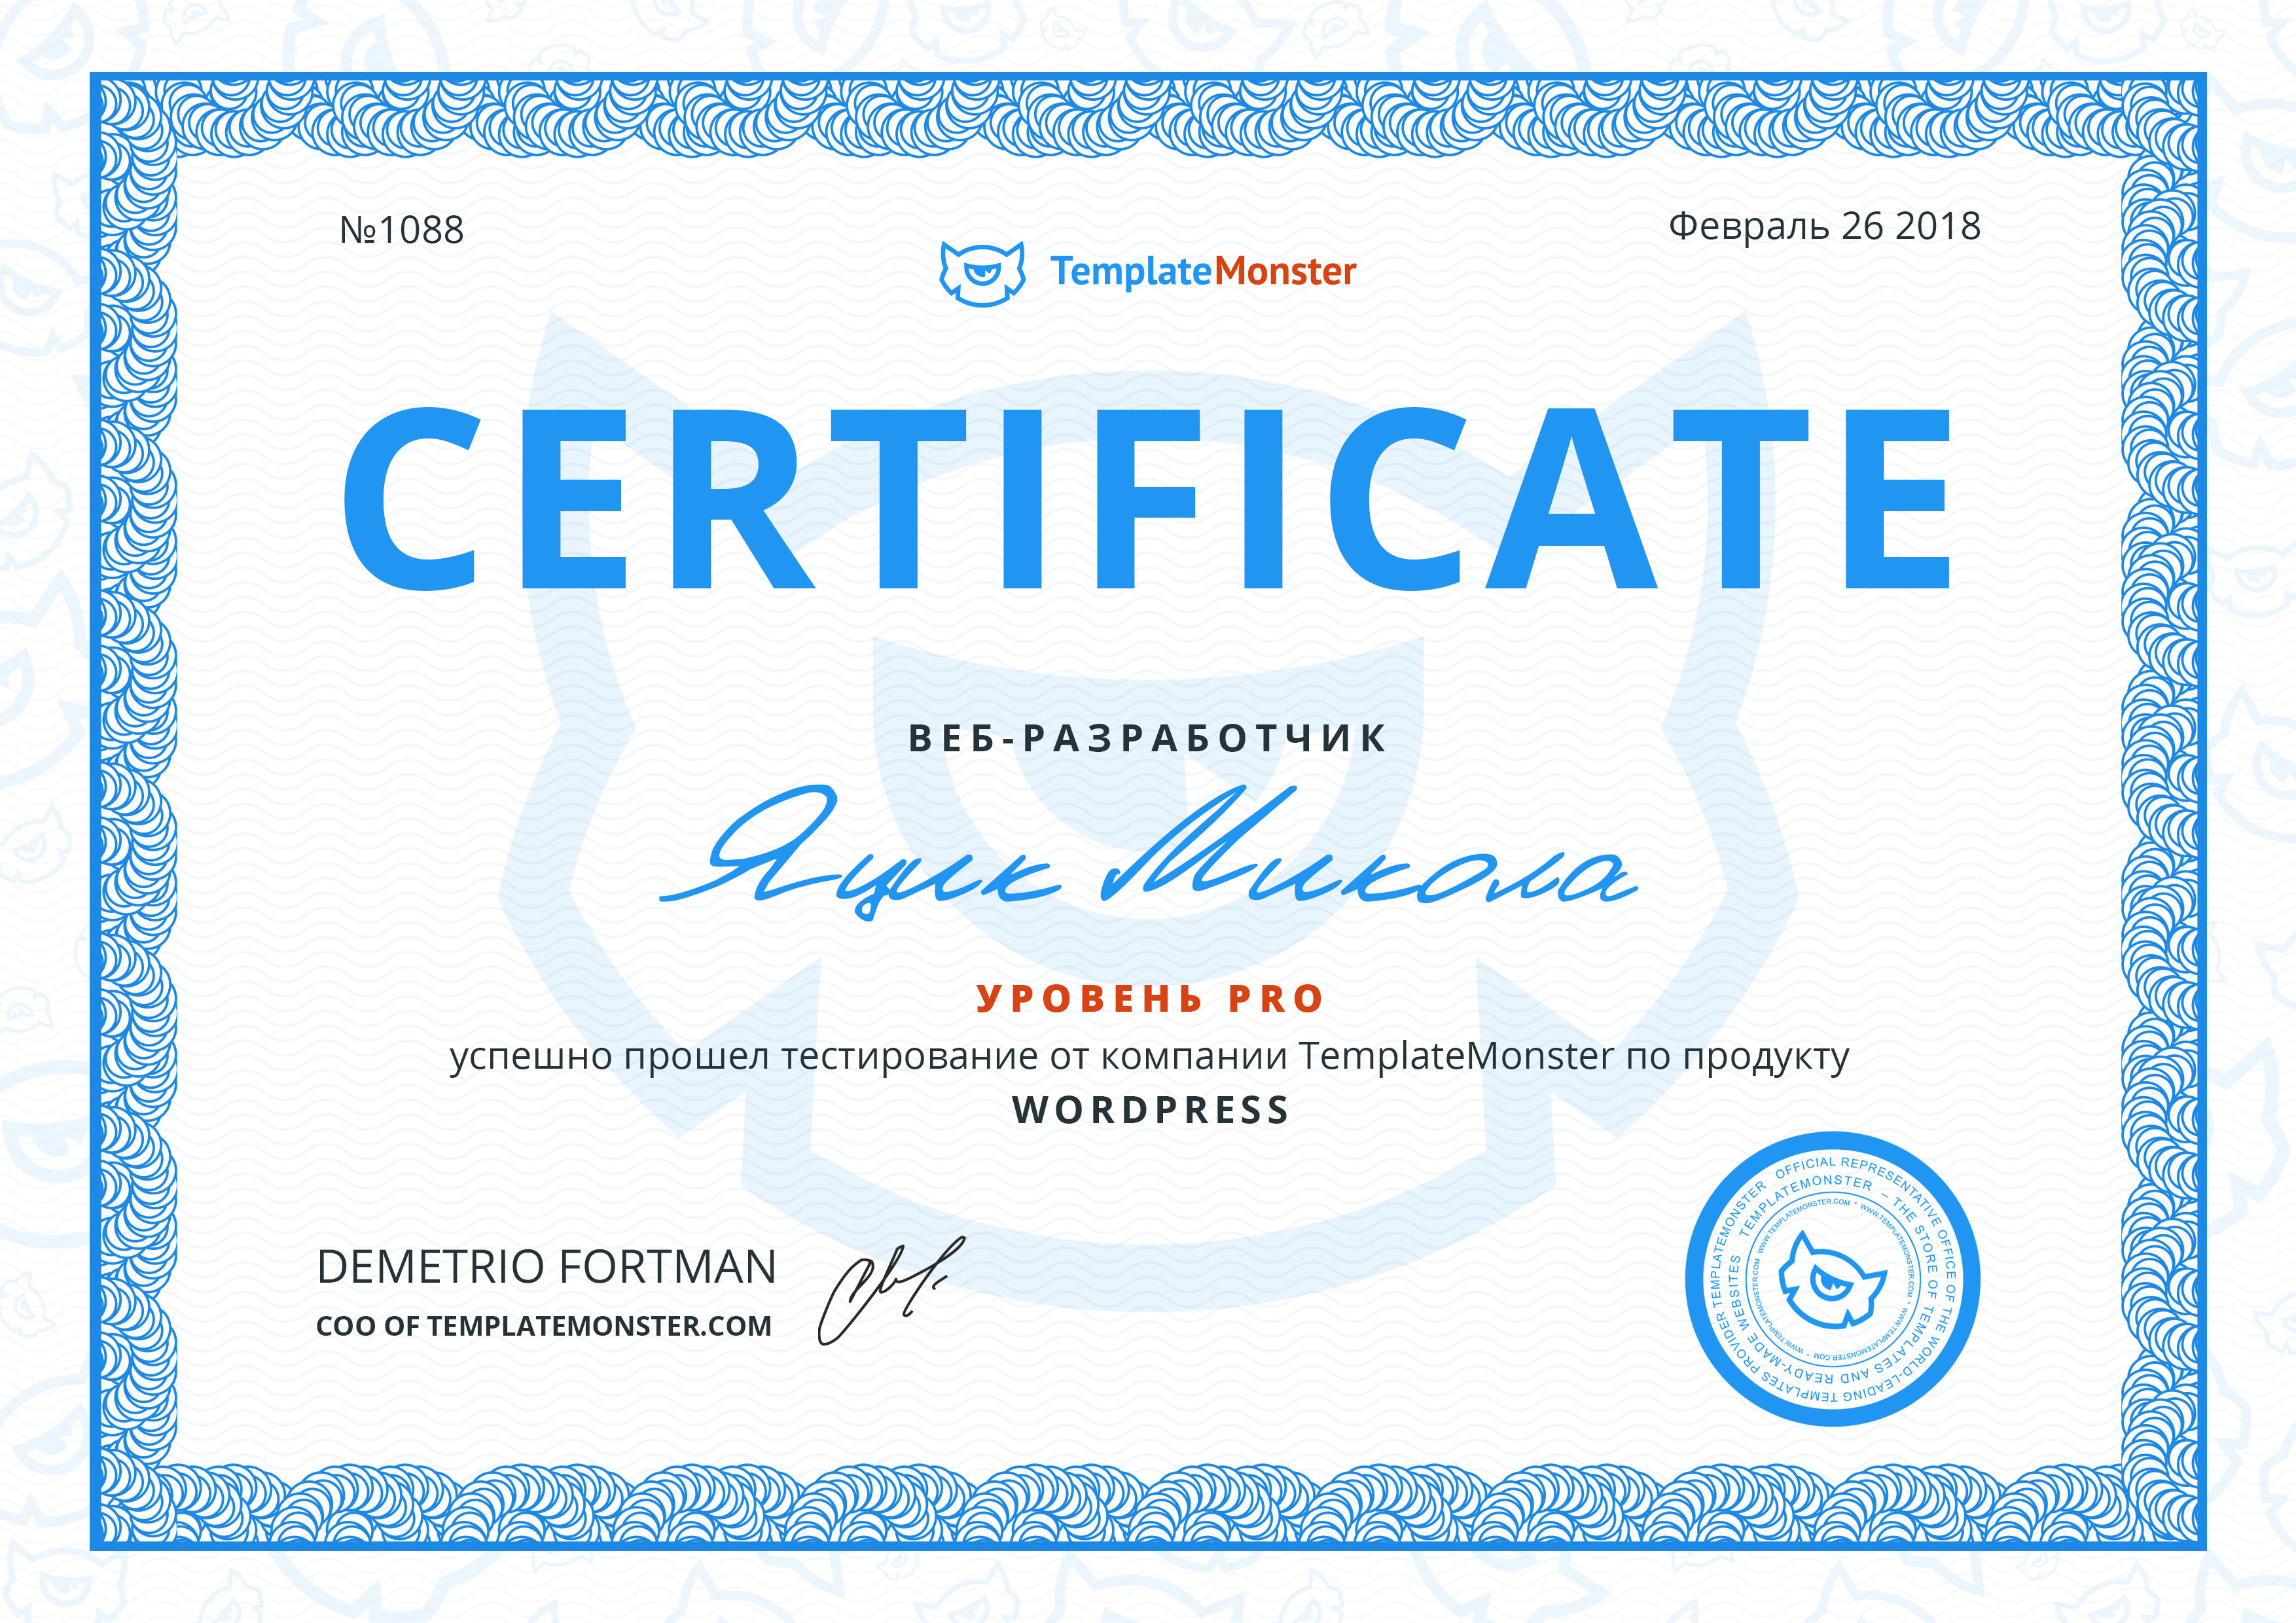 №1088
Февраль 26 2018
TemplateMonster
CERTIFICATE
ВЕБ-РАЗРАБОТЧИК
Яцик Микола
УРОВЕНЬ PRO
успешно прошел тестирование от компании TemplateMonster по продукту
WORDPRESS
DEMETRIO FORTMAN
COO OF TEMPLATEMONSTER.COM
OFFICIAL REPRESENTATIVE OFFICE OF THE WORLD-LEADING TEMPLATES PROVIDER TEMPLATEMONSTER
TEMPLATEMONSTER – THE STORE OF TEMPLATES AND READY-MADE WEBSITES
WWW.TEMPLATEMONSTER.COM • WWW.TEMPLATEMONSTER.COM • WWW.TEMPLATEMONSTER.COM • WWW.TEMPLATEMONSTER.COM